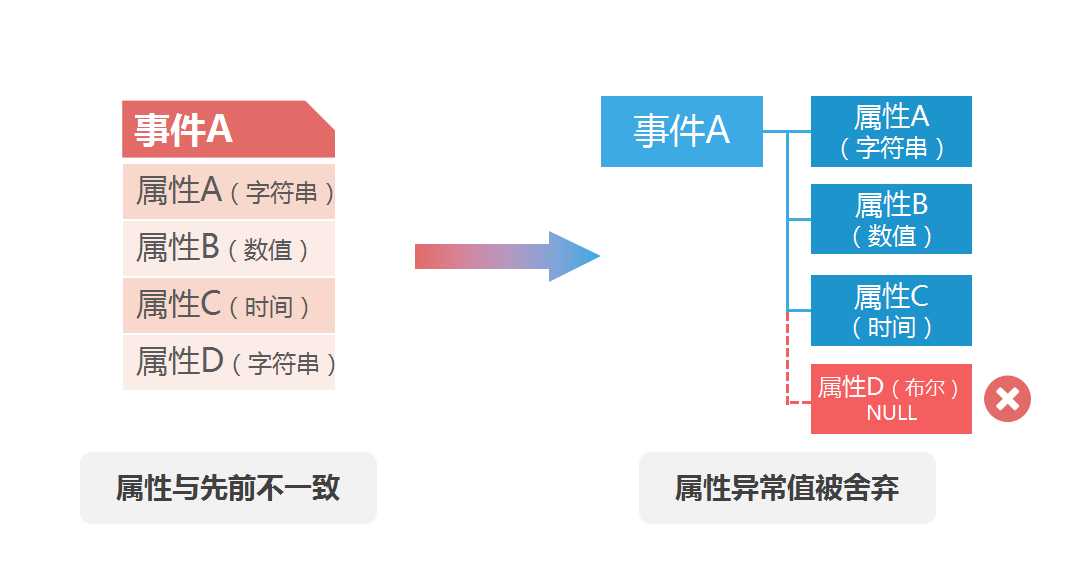 事件A
属性A（字符串）
属性B（数值）
属性C（时间）
属性D（字符串）
属性与先前不一致
事件A
属性A
（字符串）
属性B
（数值）
属性C
（时间）
属性D（布尔）
NULL
属性异常值被舍弃